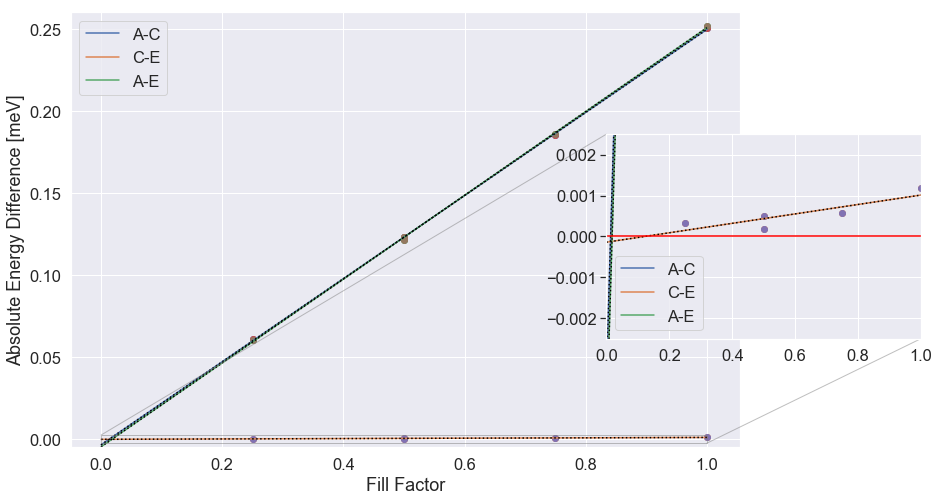 A-C
C-E
A-E
Absolute Energy Difference [meV]
0.25
0.20
0.15
0.10
0.05
0.00
0.0 0.2 0.4 0.6 0.8 1.0
Fill Factor
0.002
0.001
0.000
−0.001
−0.002
A-C
C-E
A-E
0.0 0.2 0.4 0.6 0.8 1.0